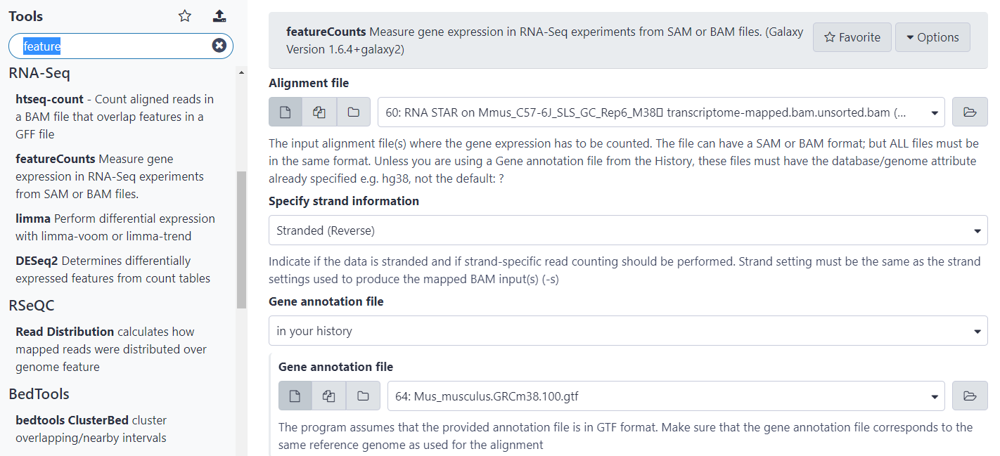 Tools
feature
RNA-Seq
htseq-count - Count aligned reads in
a BAM file that overlap features in a
GFF file
featureCounts Measure gene
expression in RNA-Seq experiments
from SAM or BAM files.
limma Perform differential expression
with limma-voom or limma-trend
DESeq2 Determines differentially
expressed features from count tables
RSeQC
Read Distribution calculates how
mapped reads were distributed over
genome feature
BedTools
bedtools ClusterBed cluster
overlapping/nearby intervals
featureCounts Measure gene expression in RNA-Seq experiments from SAM or BAM files. (Galaxy
Version 1.6.4+galaxy2)
Favorite
Options
Alignment file
60: RNA STAR on Mmus_C57-6J_SLS_GC_Rep6_M38▯ transcriptome-mapped.bam.unsorted.bam (...
The input alignment file(s) where the gene expression has to be counted. The file can have a SAM or BAM format; but ALL files must be
in the same format. Unless you are using a Gene annotation file from the History, these files must have the database/genome attribute
already specified e.g. hg38, not the default: ?
Specify strand information
Stranded (Reverse)
Indicate if the data is stranded and if strand-specific read counting should be performed. Strand setting must be the same as the strand
settings used to produce the mapped BAM input(s) (-s)
Gene annotation file
in your history
Gene annotation file
64: Mus_musculus.GRCm38.100.gtf
The program assumes that the provided annotation file is in GTF format. Make sure that the gene annotation file corresponds to the
same reference genome as used for the alignment